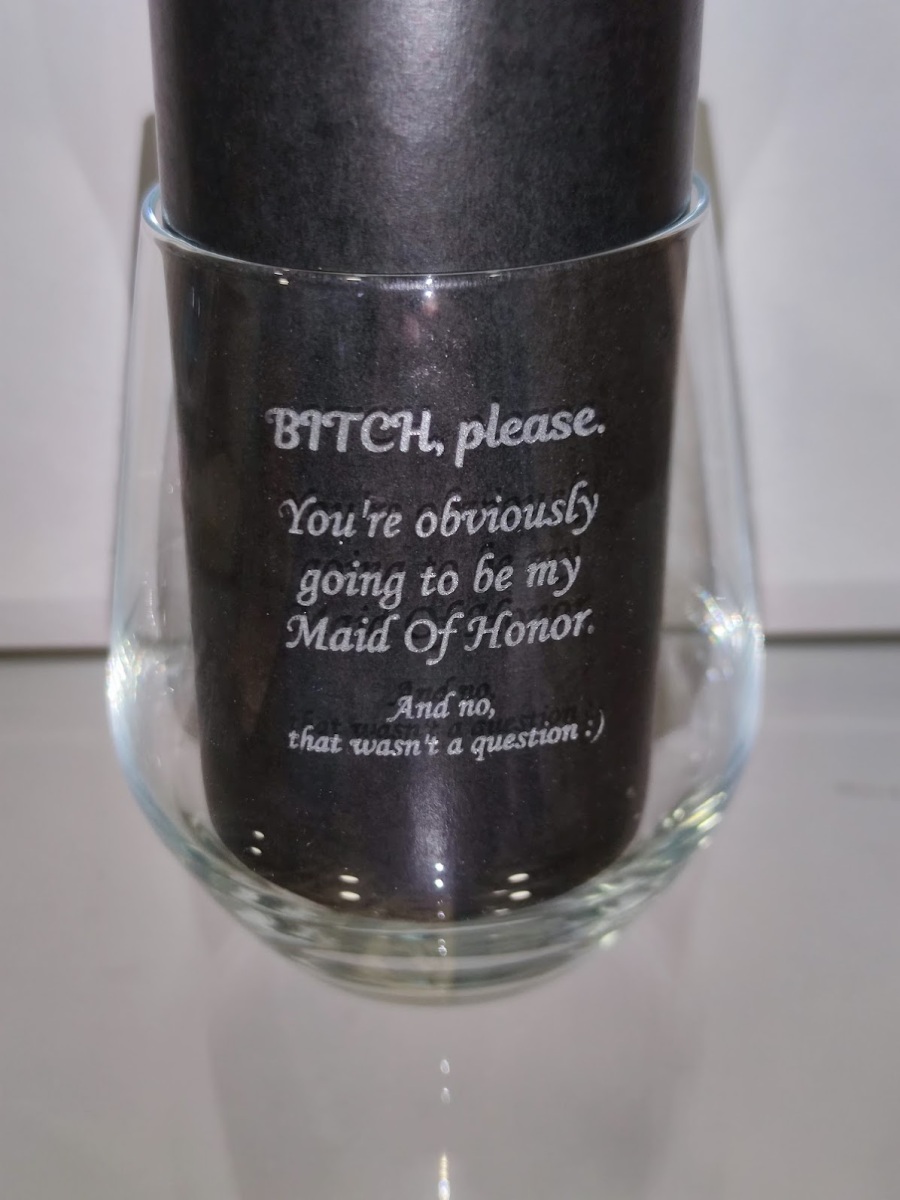 BITCH, please.
You're obviously
going to be my
Maid Of Honor.
And no,
that wasn't a question :)